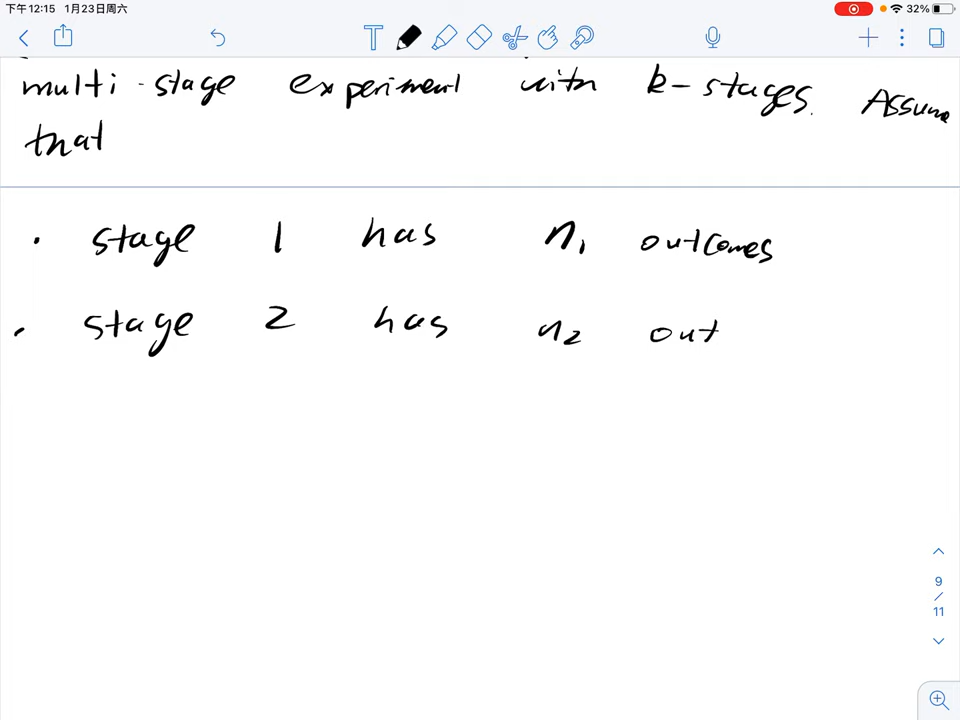 下午12:15 1月23日周六 32%
multi-stage experiment with k-stages. Assume
that
• stage 1 has n₁ outcomes
• stage 2 has n₂ out
9
/
11